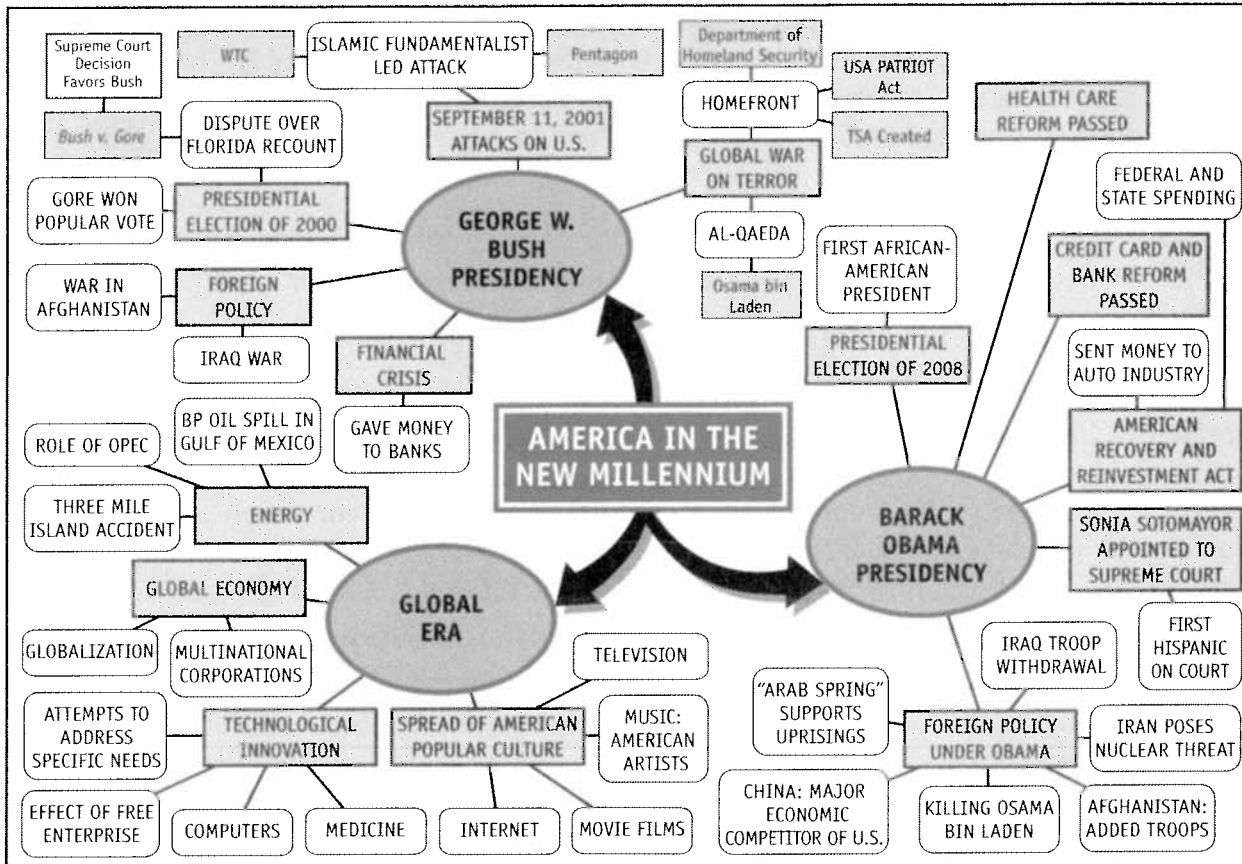 Supreme Court
Decision
Favors Bush
WTC
ISLAMIC FUNDAMENTALIST
LED ATTACK
Pentagon
Department of
Homeland Security
USA PATRIOT
Act
HOMEFRONT
TSA Created
HEALTH CARE
REFORM PASSED
Bush v. Gore
DISPUTE OVER
FLORIDA RECOUNT
SEPTEMBER 11, 2001
ATTACKS ON U.S.
GLOBAL WAR
ON TERROR
FEDERAL AND
STATE SPENDING
GORE WON
POPULAR VOTE
PRESIDENTIAL
ELECTION OF 2000
GEORGE W.
BUSH
PRESIDENCY
AL-QAEDA
Osama bin
Laden
FIRST AFRICAN-
AMERICAN
PRESIDENT
CREDIT CARD AND
BANK REFORM
PASSED
WAR IN
AFGHANISTAN
FOREIGN
POLICY
IRAQ WAR
FINANCIAL
CRISIS
GAVE MONEY
TO BANKS
PRESIDENTIAL
ELECTION OF 2008
SENT MONEY TO
AUTO INDUSTRY
AMERICAN
RECOVERY AND
REINVESTMENT ACT
AMERICA IN THE
NEW MILLENNIUM
ROLE OF OPEC
BP OIL SPILL IN
GULF OF MEXICO
THREE MILE
ISLAND ACCIDENT
ENERGY
BARACK
OBAMA
PRESIDENCY
SONIA SOTOMAYOR
APPOINTED TO
SUPREME COURT
FIRST
HISPANIC
ON COURT
GLOBAL ECONOMY
GLOBAL
ERA
GLOBALIZATION
MULTINATIONAL
CORPORATIONS
TELEVISION
IRAQ TROOP
WITHDRAWAL
ATTEMPTS TO
ADDRESS
SPECIFIC NEEDS
TECHNOLOGICAL
INNOVATION
SPREAD OF AMERICAN
POPULAR CULTURE
MUSIC:
AMERICAN
ARTISTS
"ARAB SPRING"
SUPPORTS
UPRISINGS
FOREIGN POLICY
UNDER OBAMA
IRAN POSES
NUCLEAR THREAT
EFFECT OF FREE
ENTERPRISE
COMPUTERS
MEDICINE
INTERNET
MOVIE FILMS
CHINA: MAJOR
ECONOMIC
COMPETITOR OF U.S.
KILLING OSAMA
BIN LADEN
AFGHANISTAN:
ADDED TROOPS